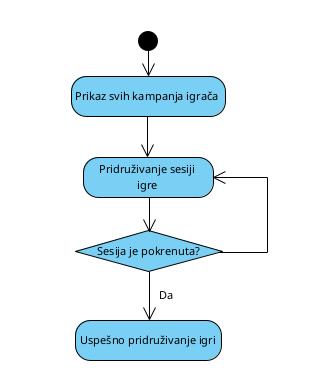 Prikaz svih kampanja igrača
Pridruživanje sesiji
igre
Sesija je pokrenuta?
Da
Uspešno pridruživanje igri